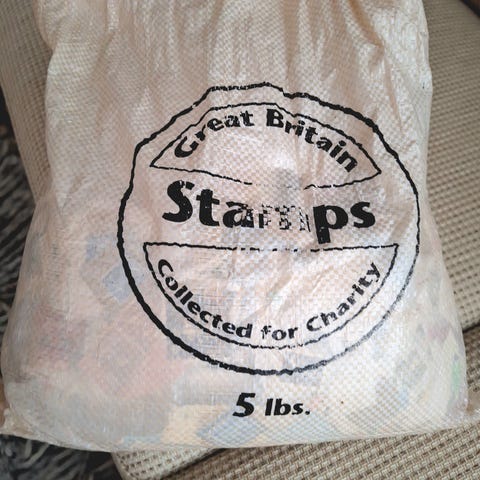 Great Britain
Stamps
Collected for Charity
5 lbs.